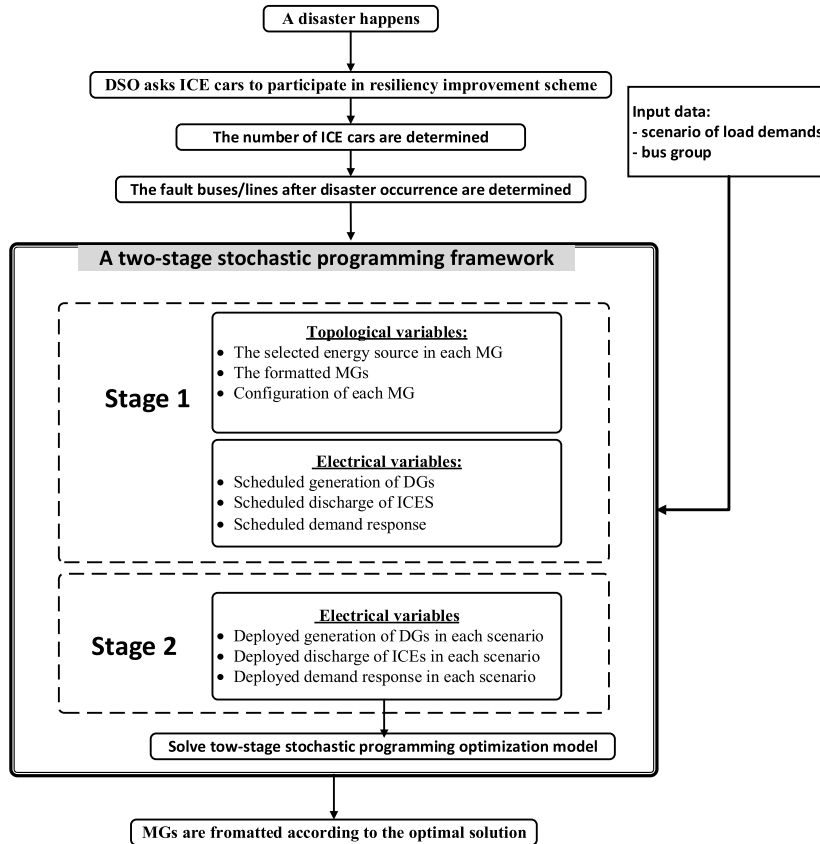 A disaster happens
DSO asks ICE cars to participate in resiliency improvement scheme
The number of ICE cars are determined
The fault buses/lines after disaster occurrence are determined
Input data:
- scenario of load demands
- bus group
A two-stage stochastic programming framework
Stage 1
Topological variables:
• The selected energy source in each MG
• The formatted MGs
• Configuration of each MG
Electrical variables:
• Scheduled generation of DGs
• Scheduled discharge of ICES
• Scheduled demand response
Stage 2
Electrical variables
• Deployed generation of DGs in each scenario
• Deployed discharge of ICEs in each scenario
• Deployed demand response in each scenario
Solve tow-stage stochastic programming optimization model
MGs are fromatted according to the optimal solution